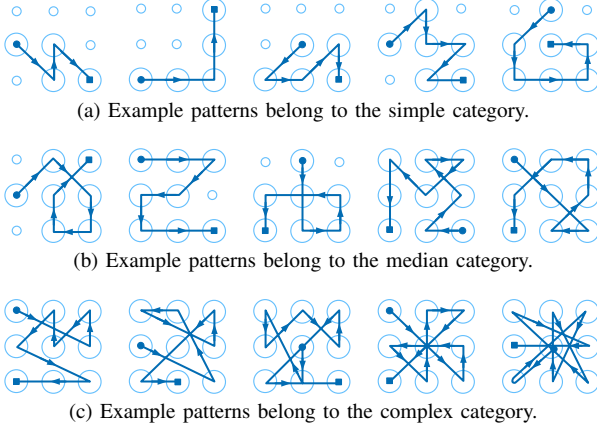 (a) Example patterns belong to the simple category.
(b) Example patterns belong to the median category.
(c) Example patterns belong to the complex category.